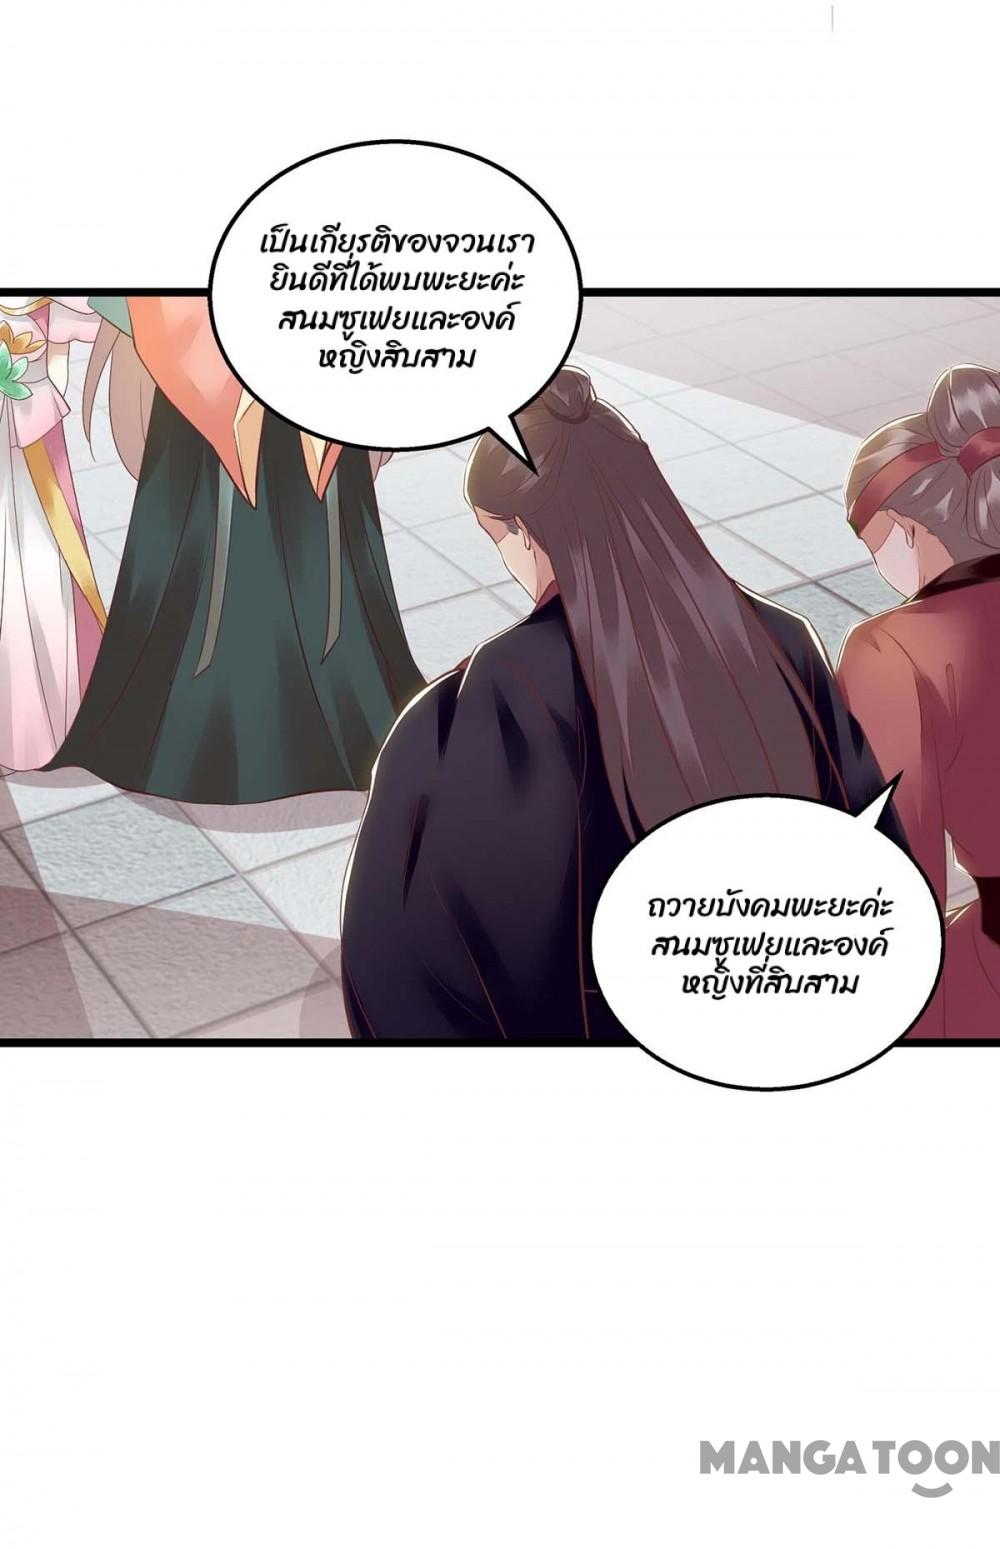 เป็นเกียรติของจวนเรา
ยินดีที่ได้พบพะยะค่ะ
สนมซูเฟยและองค์
หญิงสิบสาม
ถวายบังคมพะยะค่ะ
สนมซูเฟยและองค์
หญิงที่สิบสาม
MANGATOON